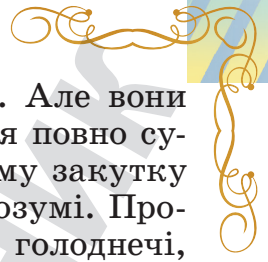 . Але вони
я повно су-
му закутку
озумі. Про-
голоднечі,